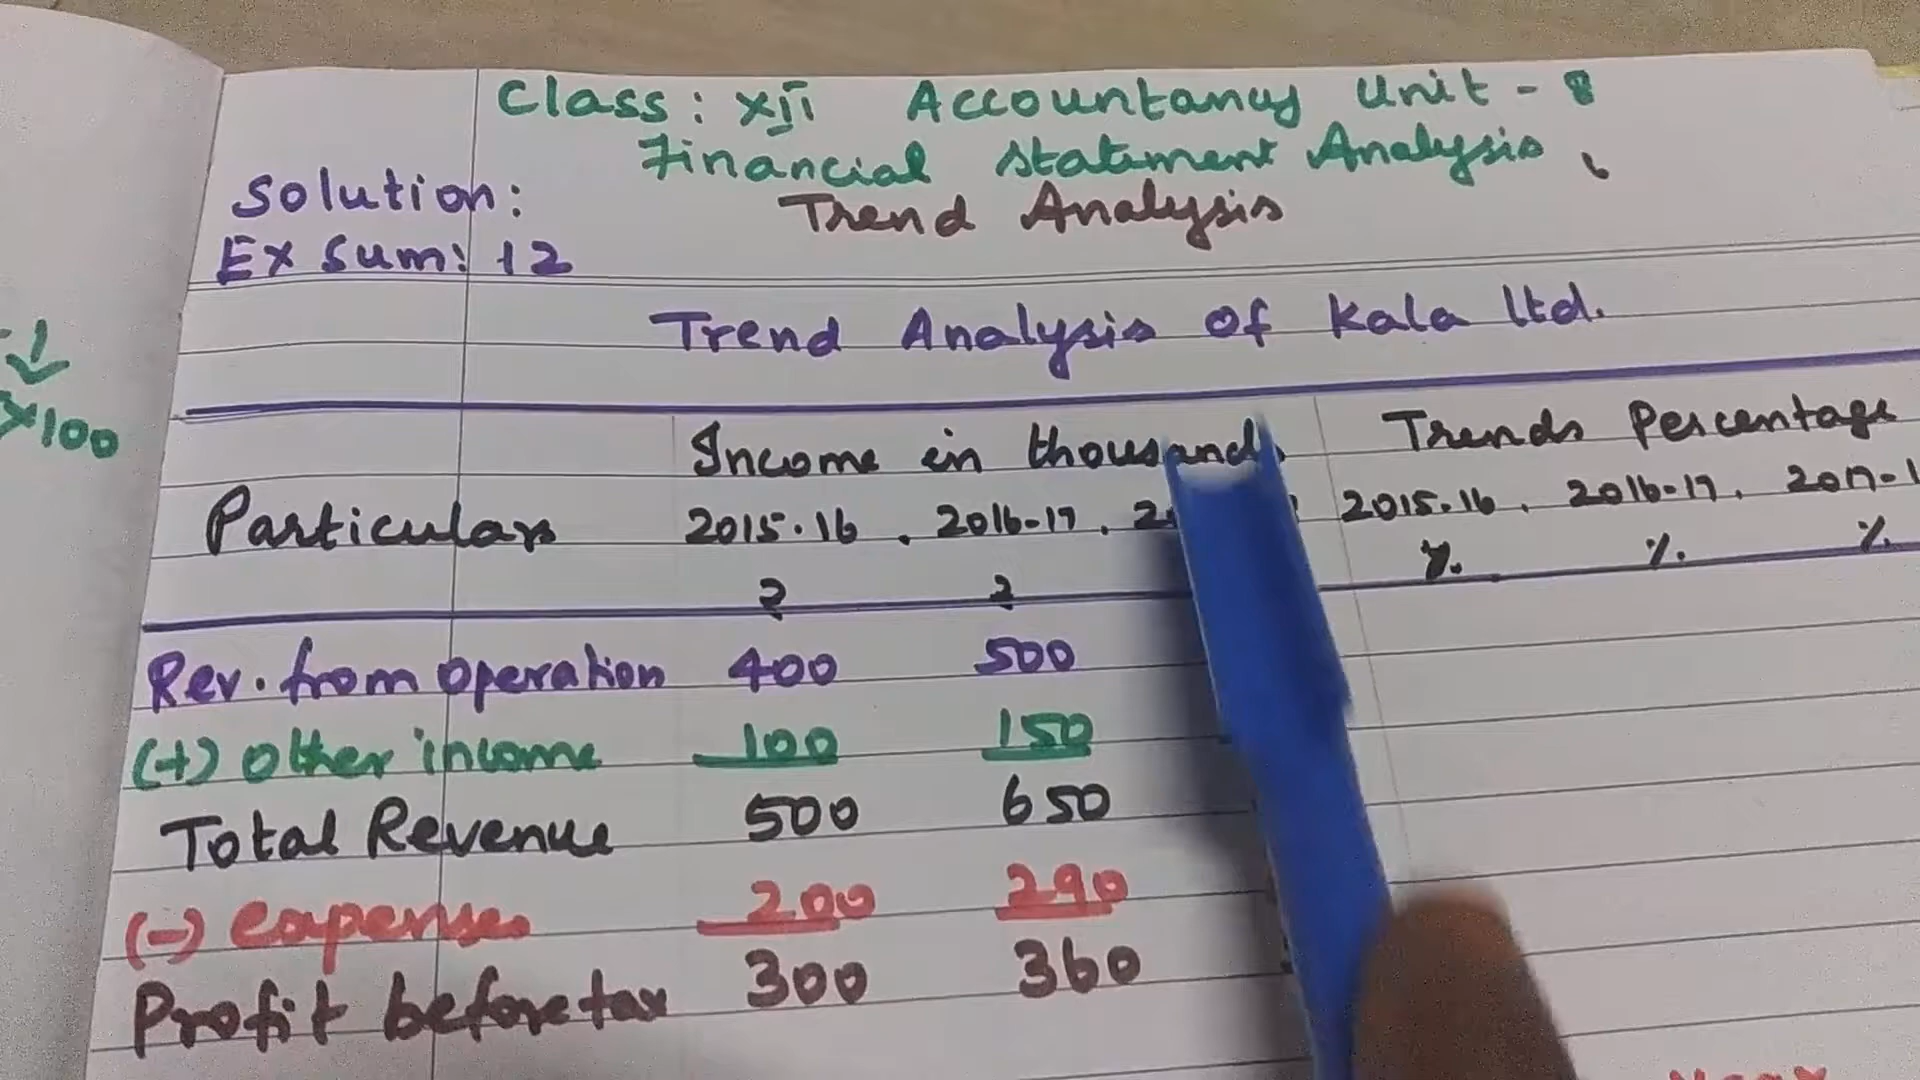 Class: XII Accountancy Unit - 8
Financial Statement Analysis
Solution:
Trend Analysis
Ex Sum: 12
Trend Analysis of Kala ltd.
↓
×100
Particulars Income in thousand Trends Percentage
2015-16 2016-17 2015-16 2016-17
₹ ₹ % % %
Rev. from operation 400 500
(+) Other income 100 150
Total Revenue 500 650
(-) expenses 200 290
Profit before tax 300 360